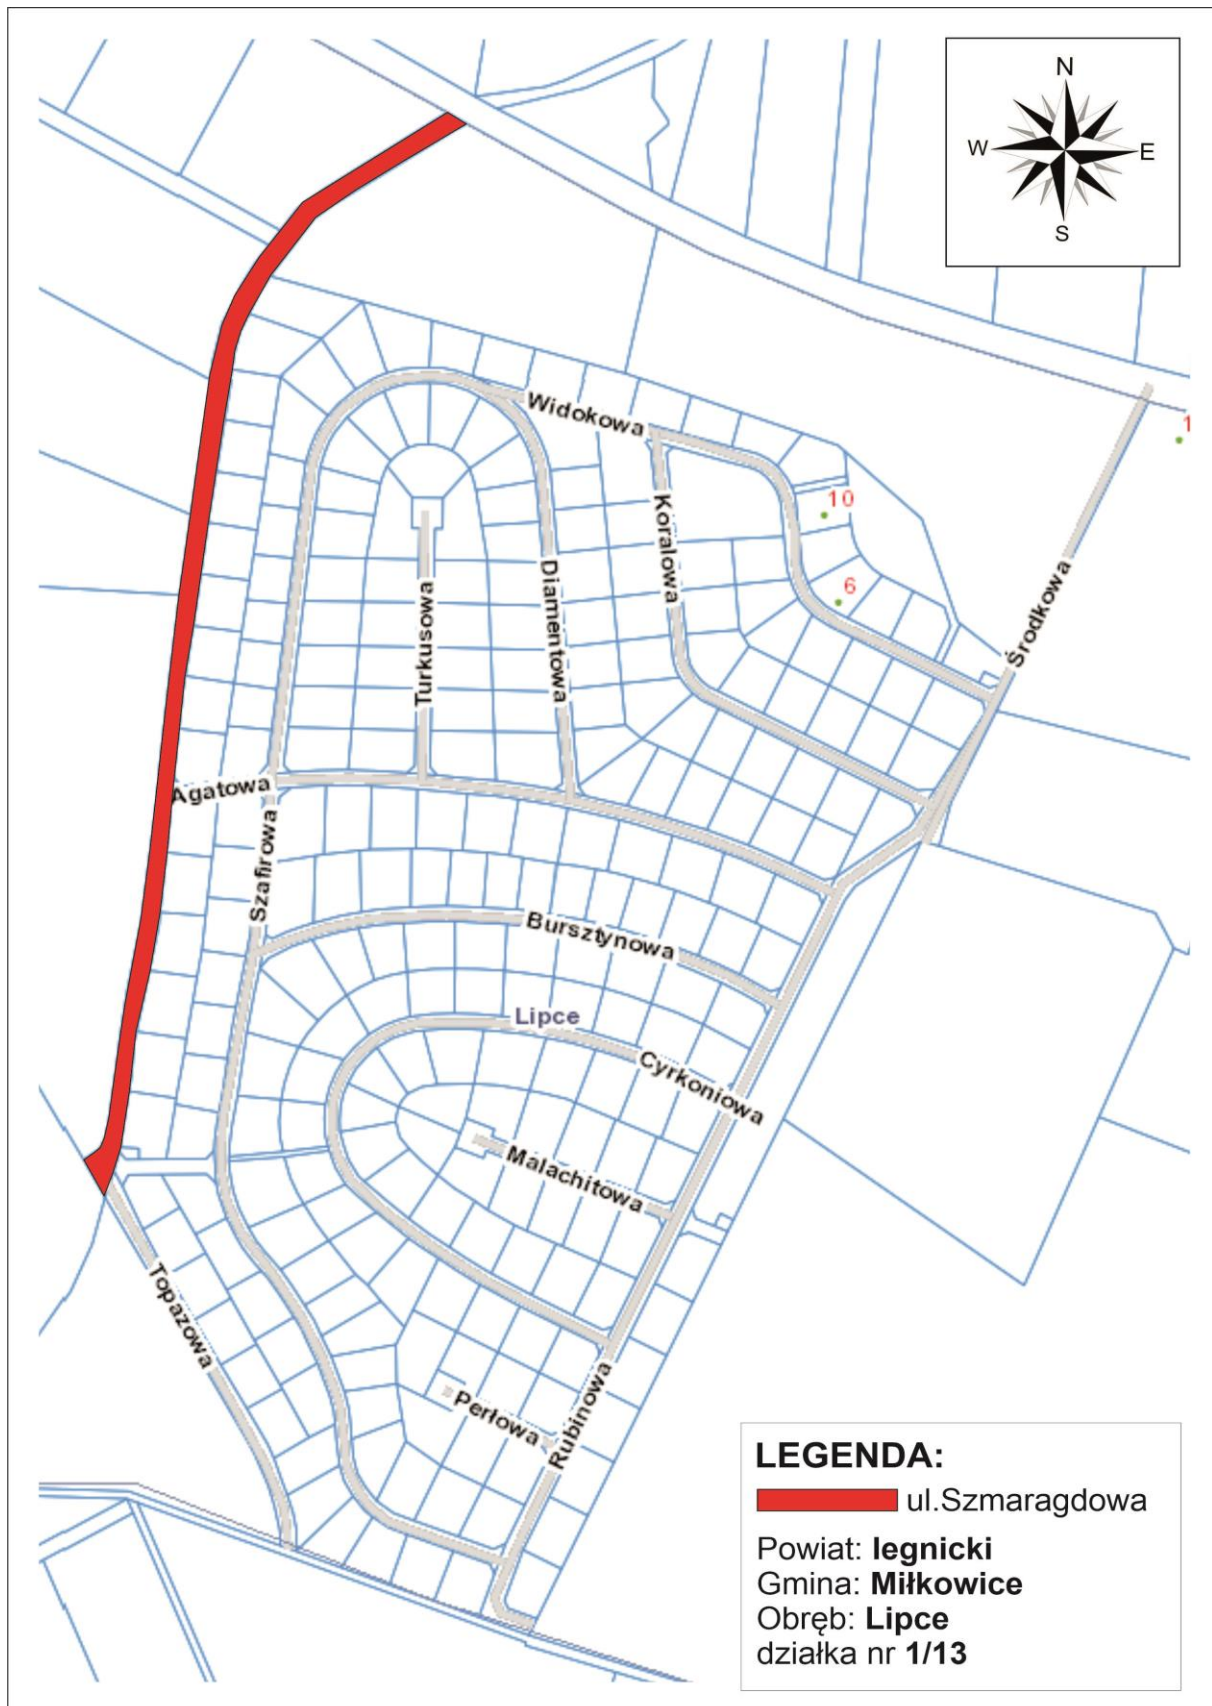 N
W
E
S
Widokowa
1
10
Koralowa
6
Diamentowa
Turkusowa
Środkowa
Agatowa
Szafirowa
Bursztynowa
Lipce
Cyrkoniowa
Malachitowa
Topazowa
Perłowa
Rubinowa
LEGENDA:
ul.Szmaragdowa
Powiat: legnicki
Gmina: Miłkowice
Obręb: Lipce
działka nr 1/13